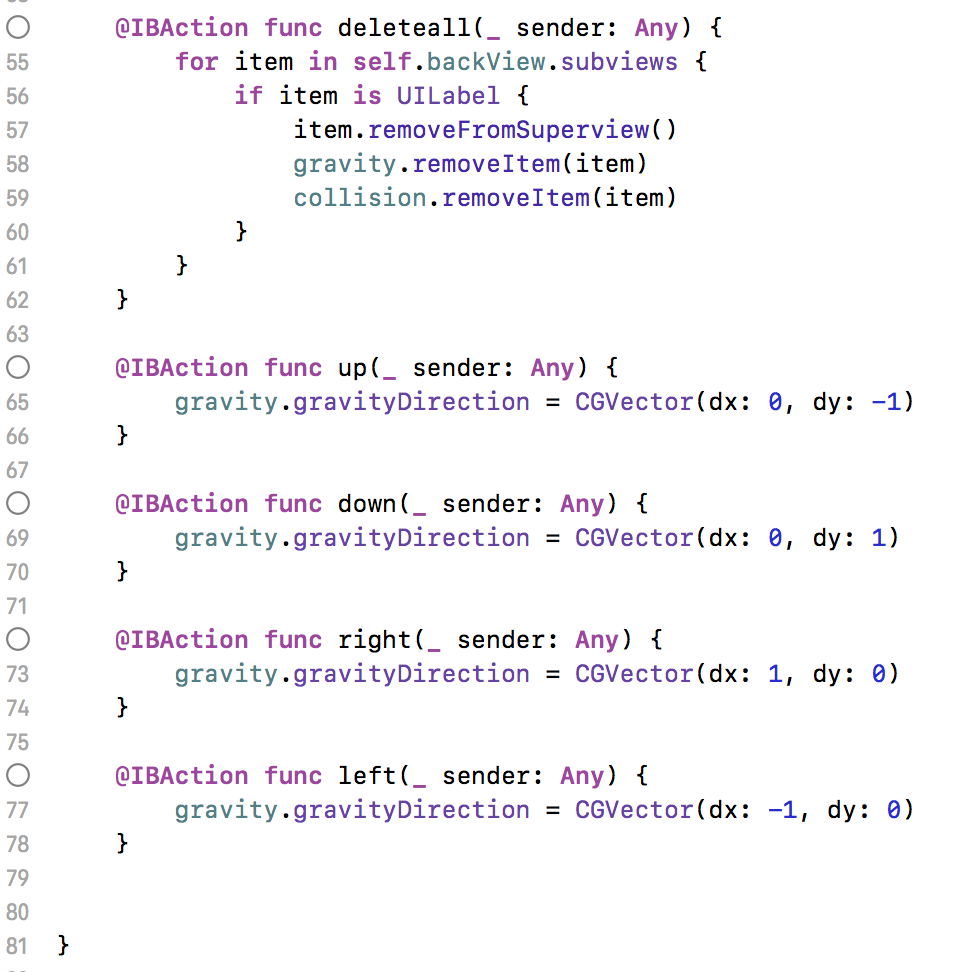 @IBAction func deleteall(_ sender: Any) {
55 for item in self.backView.subviews {
56 if item is UILabel {
57 item.removeFromSuperview()
58 gravity.removeItem(item)
59 collision.removeItem(item)
60 }
61 }
62 }
63
@IBAction func up(_ sender: Any) {
65 gravity.gravityDirection = CGVector(dx: 0, dy: -1)
66 }
67
@IBAction func down(_ sender: Any) {
69 gravity.gravityDirection = CGVector(dx: 0, dy: 1)
70 }
71
@IBAction func right(_ sender: Any) {
73 gravity.gravityDirection = CGVector(dx: 1, dy: 0)
74 }
75
@IBAction func left(_ sender: Any) {
77 gravity.gravityDirection = CGVector(dx: -1, dy: 0)
78 }
79
80
81 }